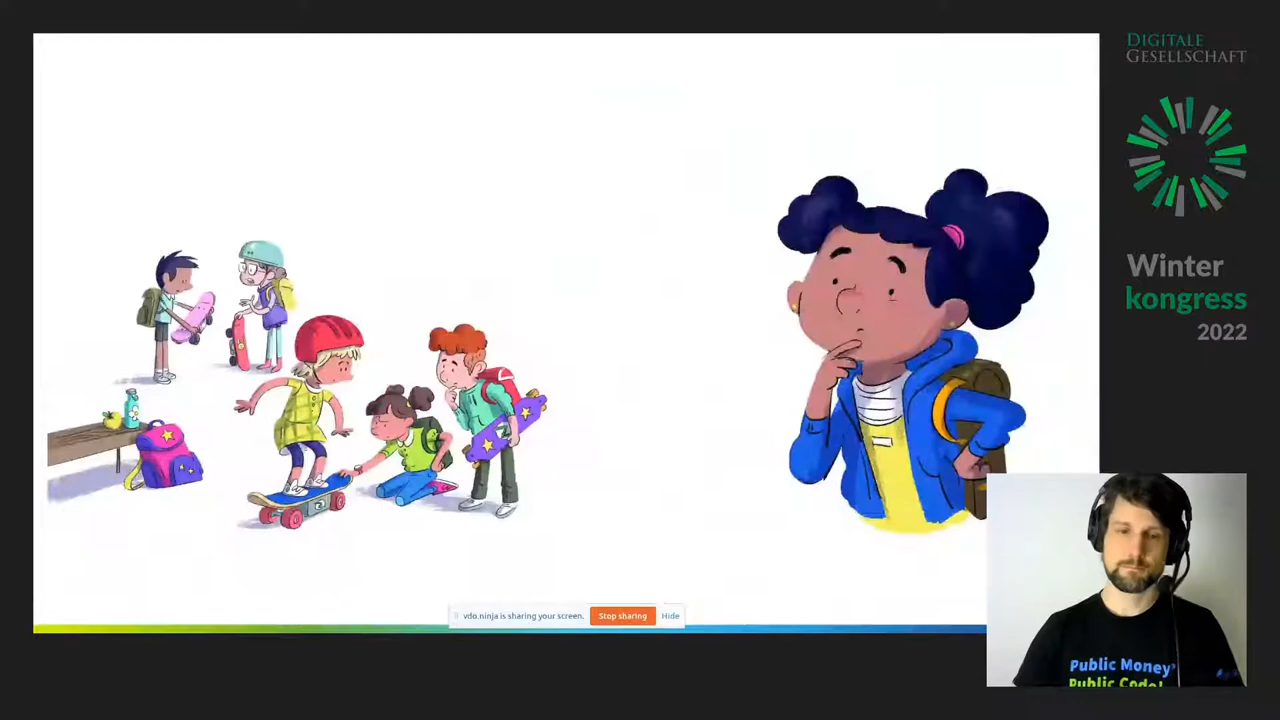 DIGITALE
GESELLSCHAFT
Winter
kongress
2022
vdo.ninja is sharing your screen. Stop sharing Hide
Public Money?
Public Code!